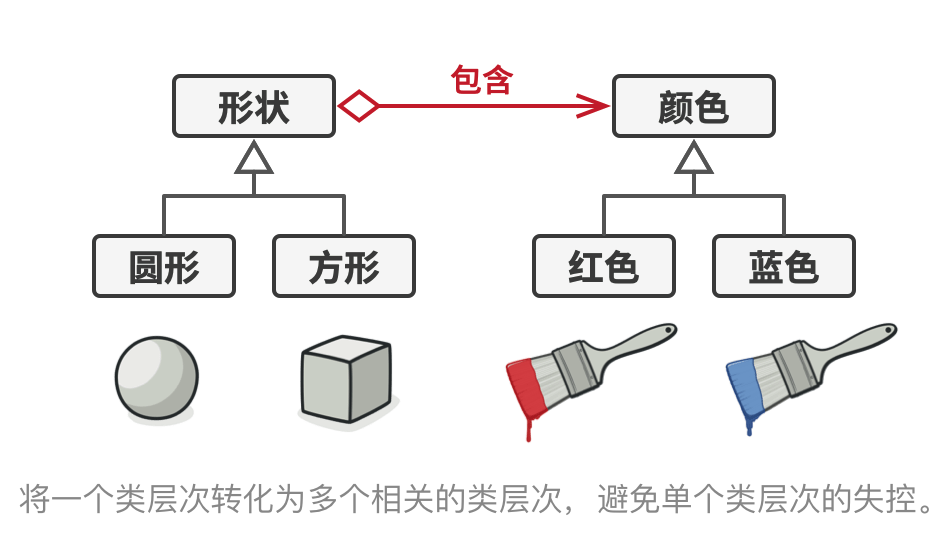 包含
形状
颜色
圆形
方形
红色
蓝色
将一个类层次转化为多个相关的类层次，避免单个类层次的失控。